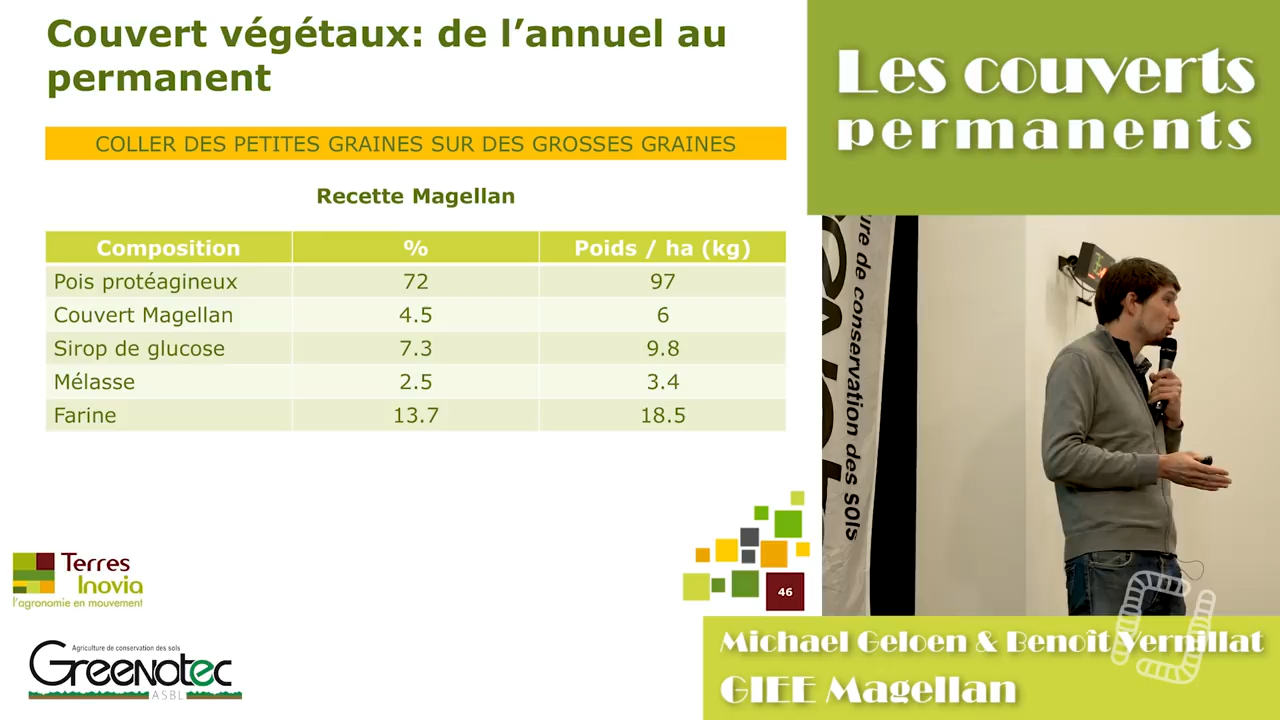 Couvert végétaux: de l’annuel au
permanent
COLLER DES PETITES GRAINES SUR DES GROSSES GRAINES
Recette Magellan
Composition % Poids / ha (kg)
Pois protéagineux 72 97
Couvert Magellan 4.5 6
Sirop de glucose 7.3 9.8
Mélasse 2.5 3.4
Farine 13.7 18.5
46
Terres
Inovia
l’agronomie en mouvement
Agriculture de conservation des sols
Greenotec
ASBL
Les couverts
permanents
ure de conservation des sols
Michael Geloen & Benoît Vernillat
GIEE Magellan